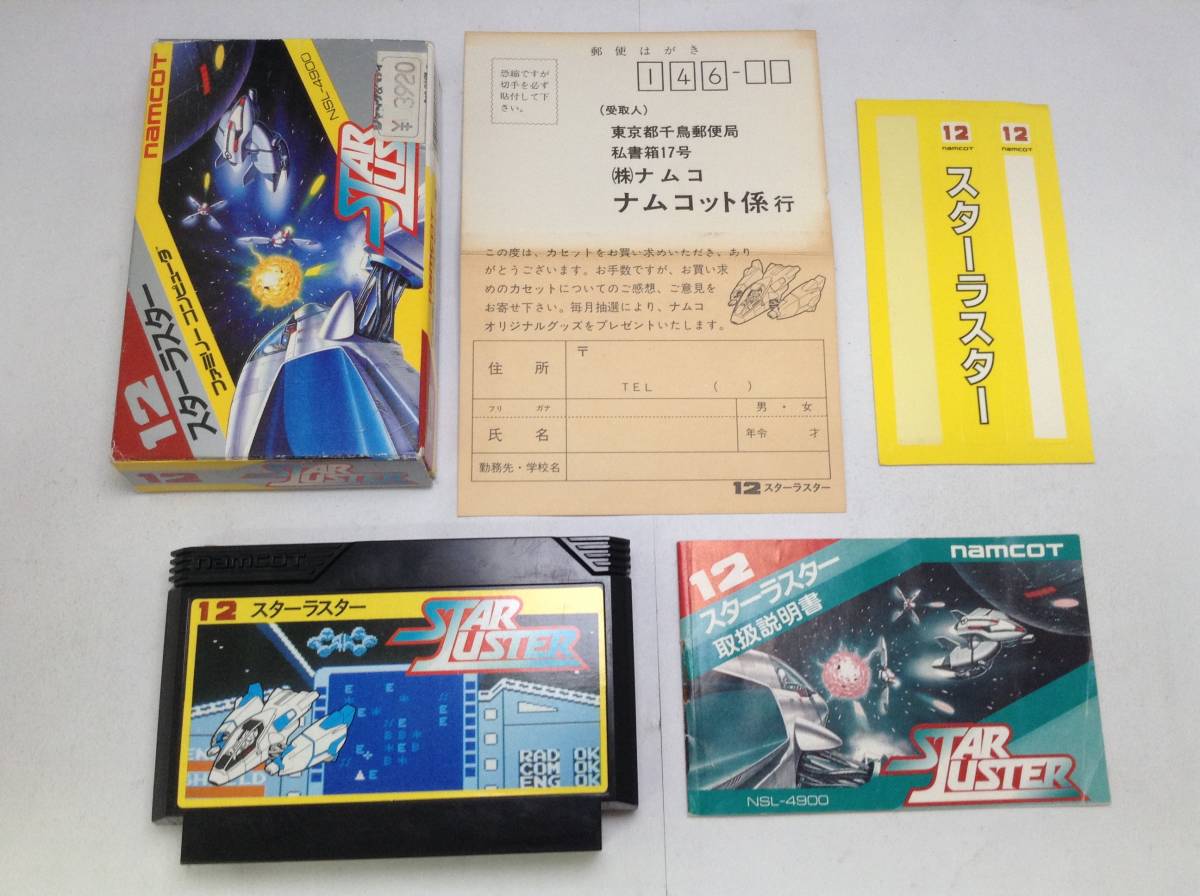 namcot
NSL-4900
¥3920
STAR
LUSTER
12
スターラスター
ファミリーコンピュータ
12
STAR
LUSTER
郵便はがき
恐縮ですが
切手を必ず
貼付して下
さい。
146-
(受取人)
東京都千鳥郵便局
私書箱17号
(株)ナムコ
ナムコット係 行
この度は、カセットをお買い求めいただき、あり
がとうございます。お手数ですが、お買い求
めのカセットについてのご感想、ご意見を
お寄せ下さい。毎月抽選により、ナムコ
オリジナルグッズをプレゼントいたします。
住所
〒
TEL ( )
フリ ガナ
氏名
男・女
年令 才
勤務先・学校名
12 スターラスター
12
namcot
スターラスター
12
namcot
namcot
12 スターラスター
STAR
LUSTER
RAD OK
COM OK
ENG OK
namcot
12
スターラスター
取扱説明書
STAR
LUSTER
NSL-4900